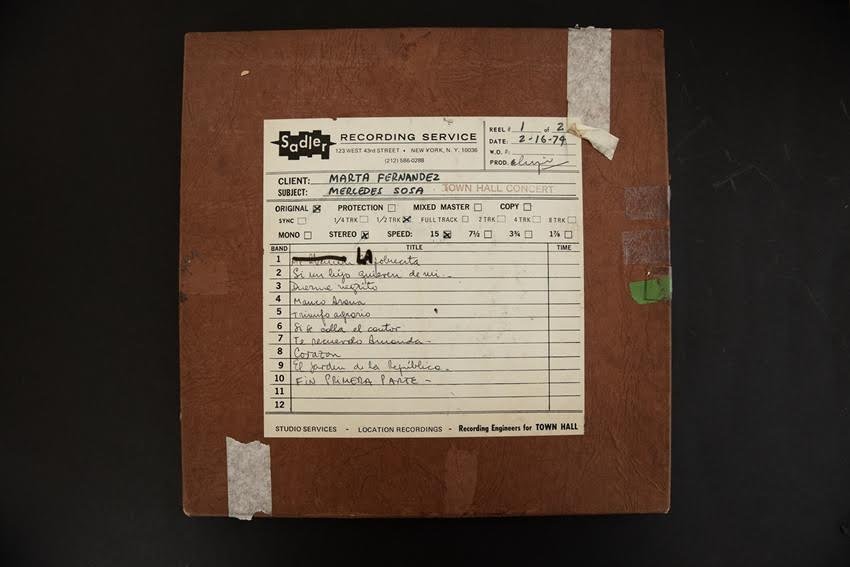 Sadler RECORDING SERVICE
123 WEST 43rd STREET • NEW YORK, N. Y. 10036
(212) 586-0288
REEL # 1 of 2
DATE: 2-16-74
W.O. #:
PROD.
CLIENT: MARTA FERNANDEZ
SUBJECT: MERCEDES SOSA TOWN HALL CONCERT
ORIGINAL PROTECTION MIXED MASTER COPY
SYNC 1/4 TRK 1/2 TRK FULL TRACK 2 TRK 4 TRK 8 TRK
MONO STEREO SPEED: 15 7½ 3¾ 1⅞
BAND TITLE TIME
1 La pobrecita
2 Si un hijo quieren de mi -
3 Duerme negrito
4 Manco Arana
5 Triunfo agrario
6 Si se calla el cantor
7 Te recuerdo Amanda -
8 Corazon
9 El Jardin de la República -
10 FIN PRIMERA PARTE -
11
12
STUDIO SERVICES - LOCATION RECORDINGS - Recording Engineers for TOWN HALL